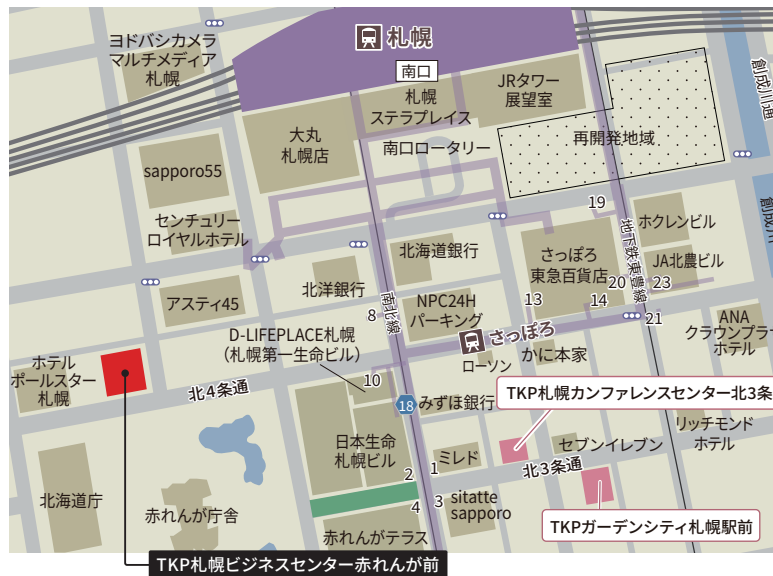 ヨドバシカメラ
マルチメディア
札幌
札幌
南口
札幌
ステラプレイス
JRタワー
展望室
創成川通
大丸
札幌店
南口ロータリー
再開発地域
sapporo55
センチュリー
ロイヤルホテル
19
地下鉄東豊線
ホクレンビル
創成川
北海道銀行
さっぽろ
東急百貨店
JA北農ビル
北洋銀行
アスティ45
南北線
8
NPC24H
パーキング
13
14
20
23
21
ANA
クラウンプラザ
ホテル
D-LIFEPLACE札幌
(札幌第一生命ビル)
さっぽろ
ローソン
かに本家
ホテル
ポールスター
札幌
北4条通
10
18
みずほ銀行
TKP札幌カンファレンスセンター北3条
リッチモンド
ホテル
日本生命
札幌ビル
ミレド
セブンイレブン
北3条通
1
2
3
4
sitatte
sapporo
北海道庁
赤れんが庁舎
赤れんがテラス
TKPガーデンシティ札幌駅前
TKP札幌ビジネスセンター赤れんが前